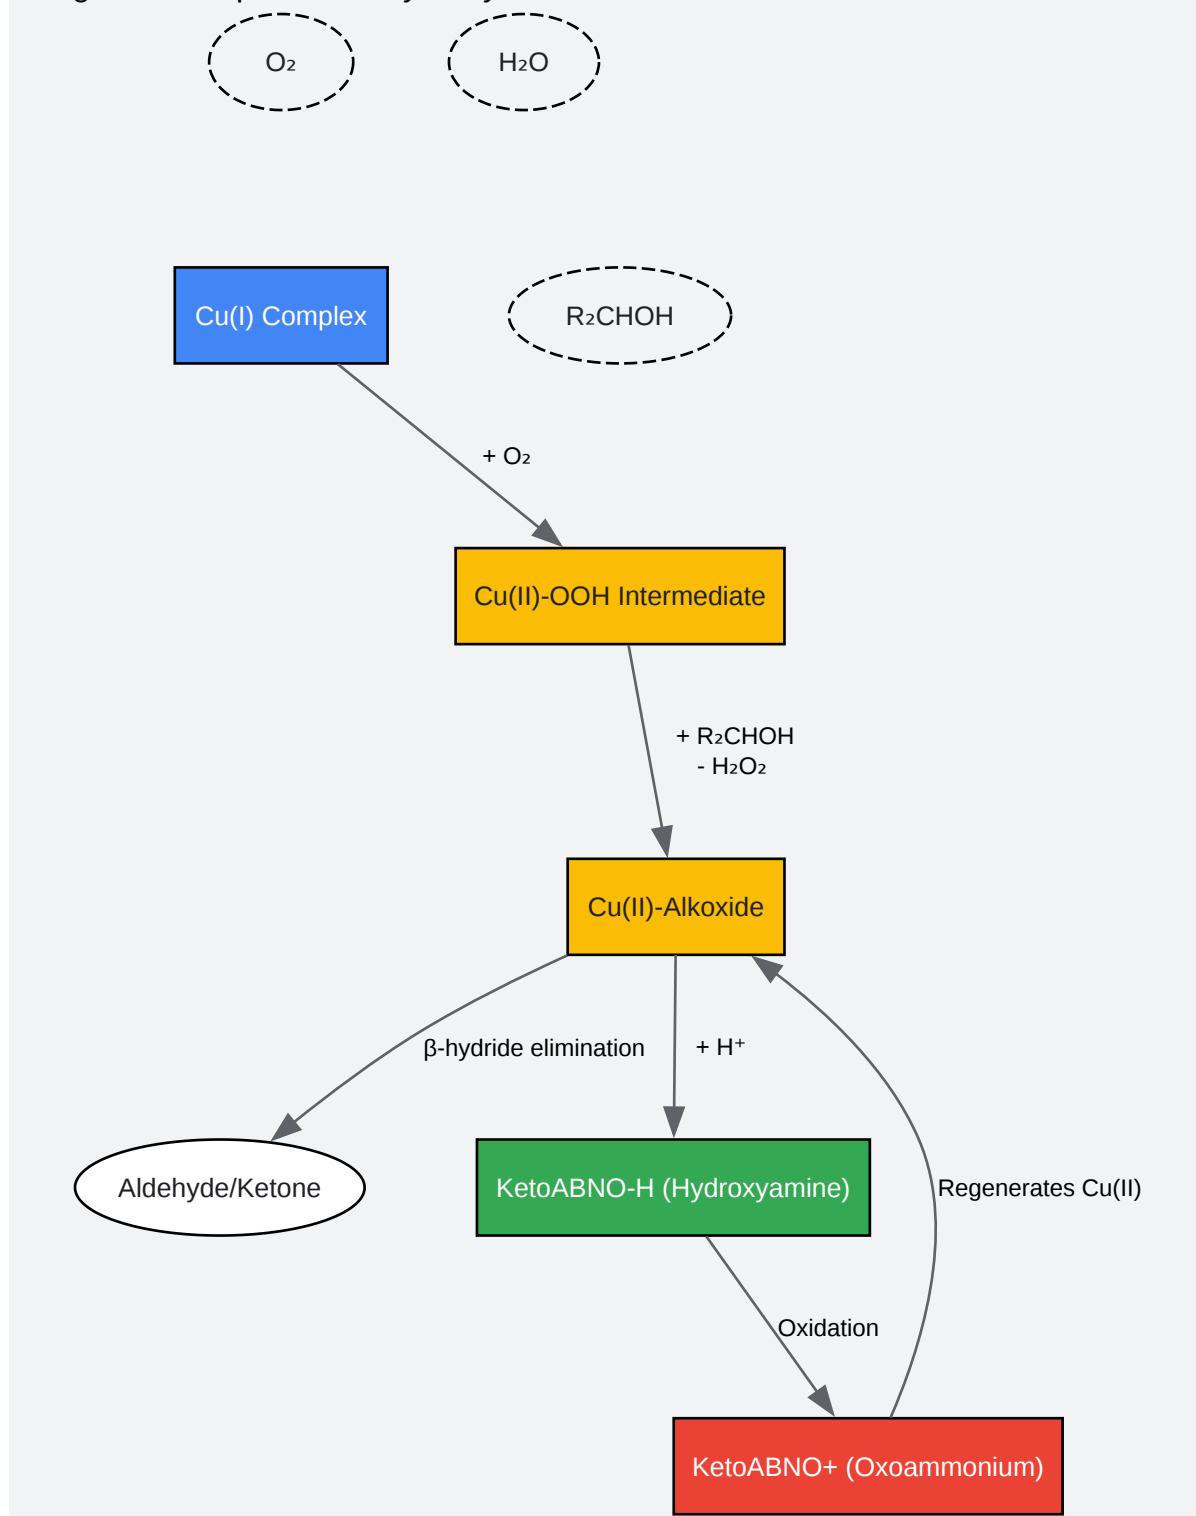 O₂
H₂O
Cu(I) Complex
R₂CHOH
+ O₂
Cu(II)-OOH Intermediate
+ R₂CHOH
- H₂O₂
Cu(II)-Alkoxide
β-hydride elimination
+ H⁺
Aldehyde/Ketone
KetoABNO-H (Hydroxyamine)
Regenerates Cu(II)
Oxidation
KetoABNO+ (Oxoammonium)